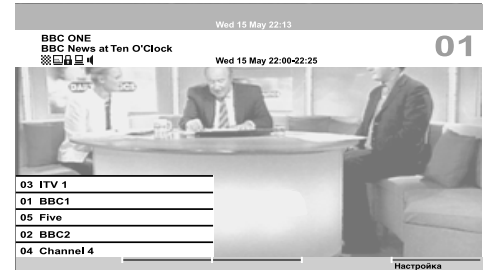 Wed 15 May 22:13
BBC ONE
01
BBC News at Ten O'Clock
Wed 15 May 22:00-22:25
03 ITV 1
01 BBC1
05 Five
02 BBC2
04 Channel 4
Настройка